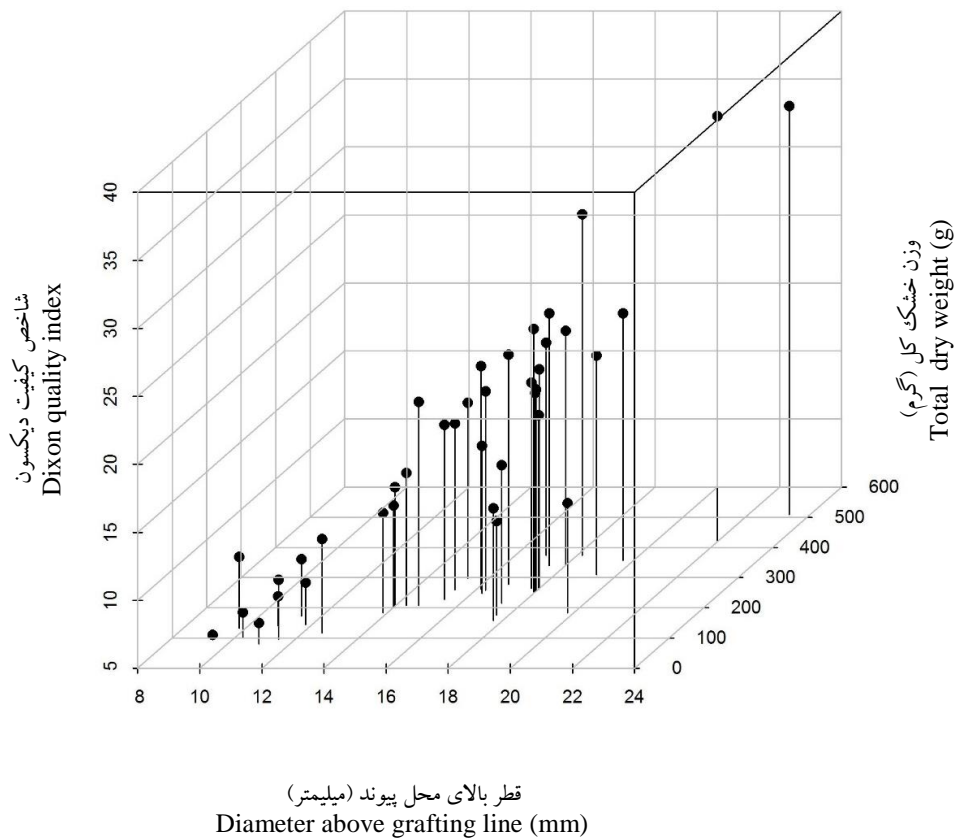 40
35
30
25
20
15
10
5
شاخص کیفیت دیکسون
Dixon quality index
8 10 12 14 16 18 20 22 24
قطر بالای محل پیوند (میلیمتر)
Diameter above grafting line (mm)
600
500
400
300
200
100
0
وزن خشک کل (گرم)
Total dry weight (g)